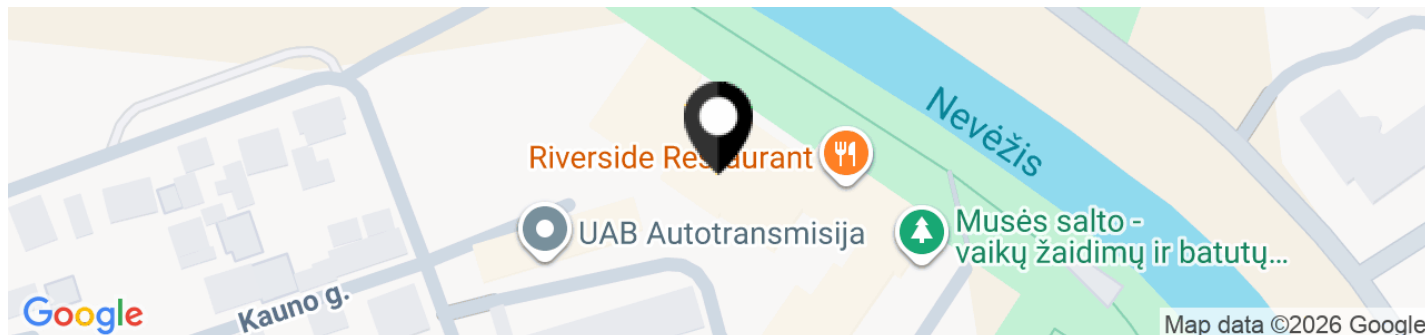 Nevėžis
Riverside Restaurant
UAB Autotransmisija
Musės salto -
vaikų žaidimų ir batutų...
Kauno g.
Google
Map data ©2026 Google